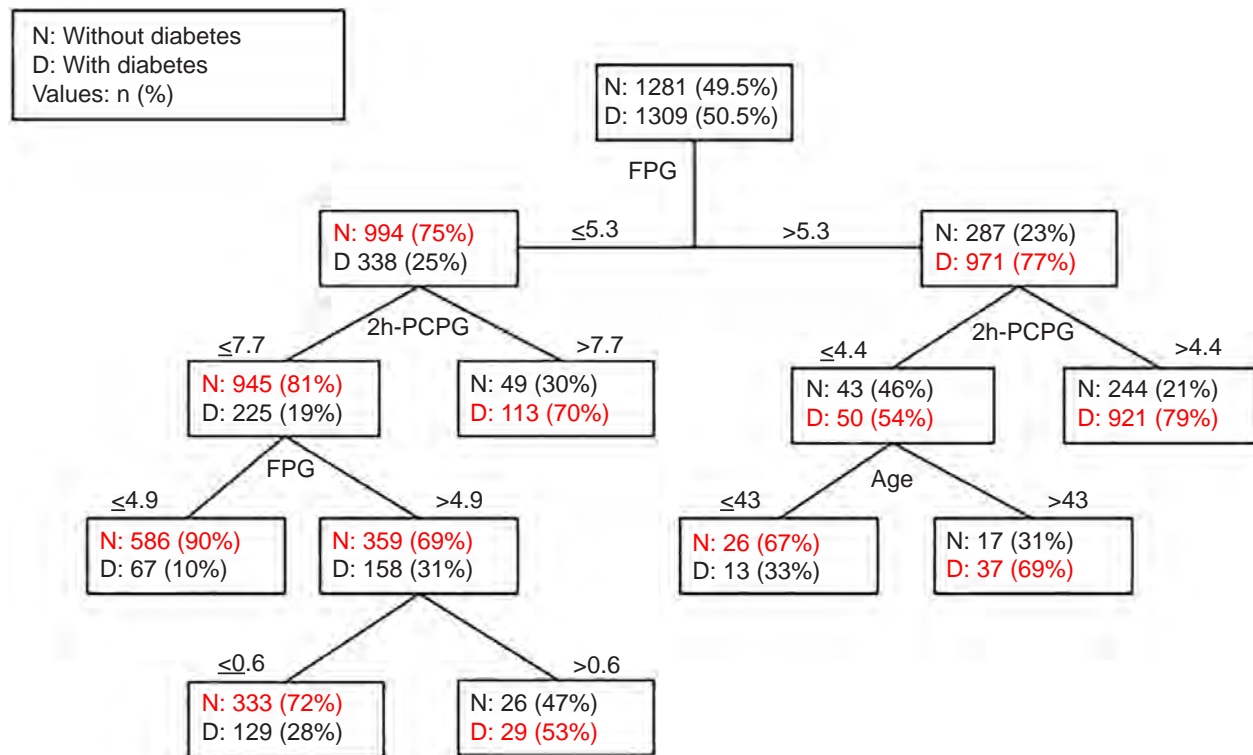 N: Without diabetes
D: With diabetes
Values: n (%)
N: 1281 (49.5%)
D: 1309 (50.5%)
FPG
≤5.3
>5.3
N: 994 (75%)
D 338 (25%)
N: 287 (23%)
D: 971 (77%)
2h-PCPG
≤7.7
>7.7
2h-PCPG
≤4.4
>4.4
N: 945 (81%)
D: 225 (19%)
N: 49 (30%)
D: 113 (70%)
N: 43 (46%)
D: 50 (54%)
N: 244 (21%)
D: 921 (79%)
FPG
≤4.9
>4.9
Age
≤43
>43
N: 586 (90%)
D: 67 (10%)
N: 359 (69%)
D: 158 (31%)
N: 26 (67%)
D: 13 (33%)
N: 17 (31%)
D: 37 (69%)
≤0.6
>0.6
N: 333 (72%)
D: 129 (28%)
N: 26 (47%)
D: 29 (53%)